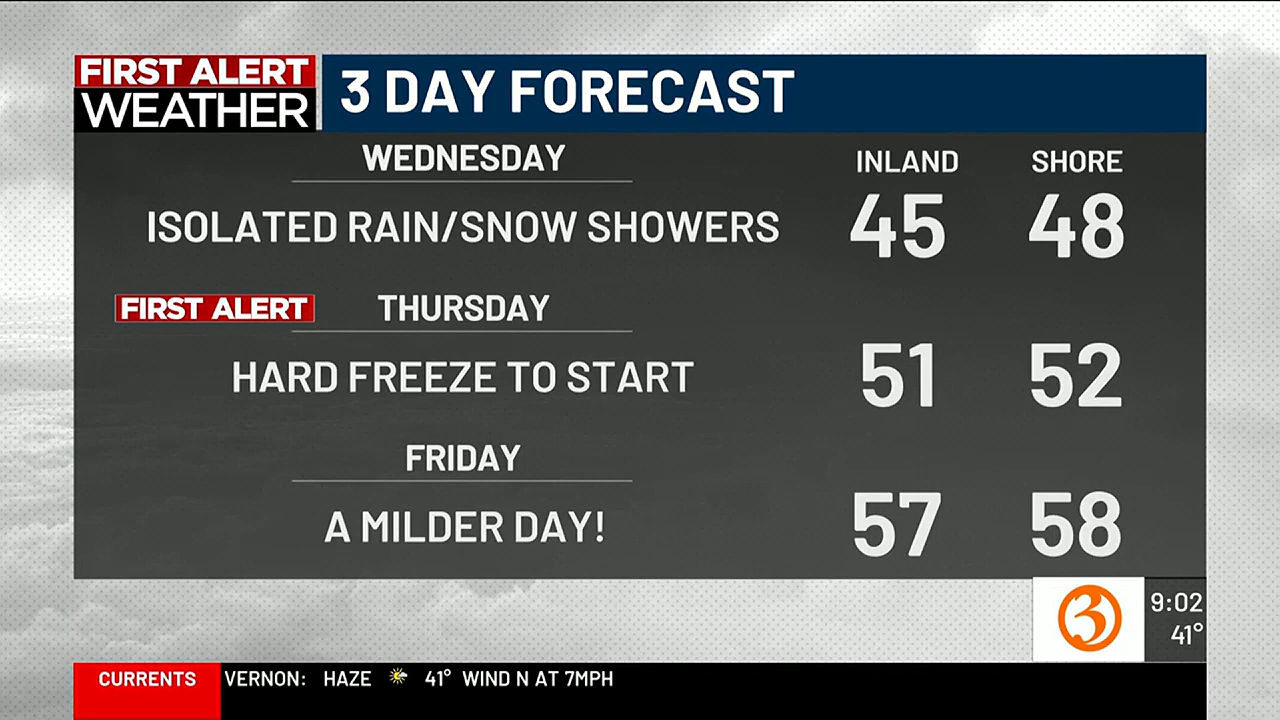 FIRST ALERT
WEATHER
3 DAY FORECAST
WEDNESDAY
INLAND
SHORE
ISOLATED RAIN/SNOW SHOWERS
45
48
FIRST ALERT
THURSDAY
HARD FREEZE TO START
51
52
FRIDAY
A MILDER DAY!
57
58
3
9:02
41°
CURRENTS
VERNON: HAZE 41° WIND N AT 7MPH